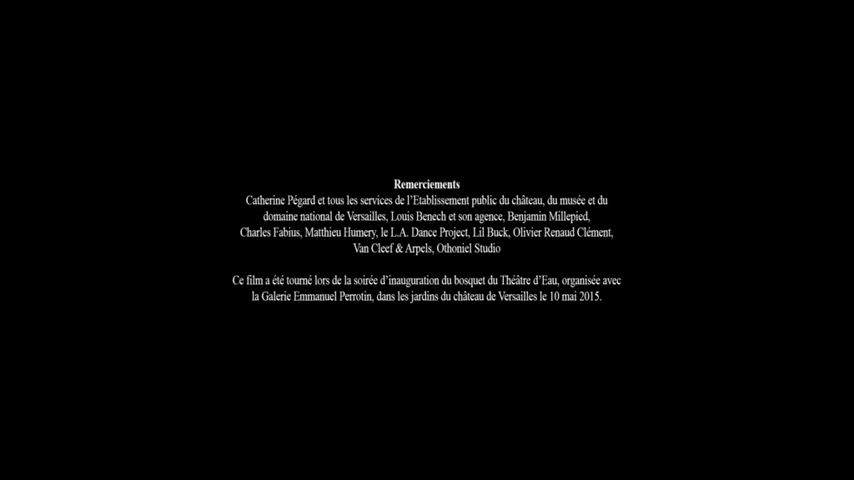 Remerciements
Catherine Pégard et tous les services de l'Etablissement public du château, du musée et du
domaine national de Versailles, Louis Benech et son agence, Benjamin Millepied,
Charles Fabius, Matthieu Humery, le L.A. Dance Project, Lil Buck, Olivier Renaud Clément,
Van Cleef & Arpels, Othoniel Studio
Ce film a été tourné lors de la soirée d'inauguration du bosquet du Théâtre d'Eau, organisée avec
la Galerie Emmanuel Perrotin, dans les jardins du château de Versailles le 10 mai 2015.